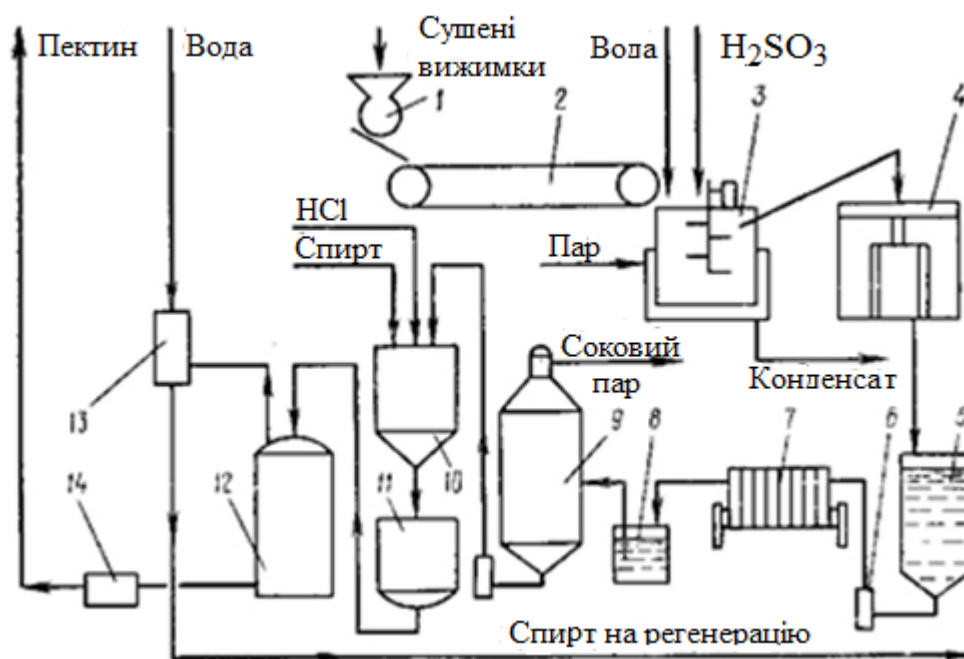 Пектин
Вода
Сушені
вижимки
Вода
H₂SO₃
1
2
3
4
HCl
Спирт
Пар
Соковий
пар
Конденсат
13
14
12
11
10
9
8
7
6
5
Спирт на регенерацію